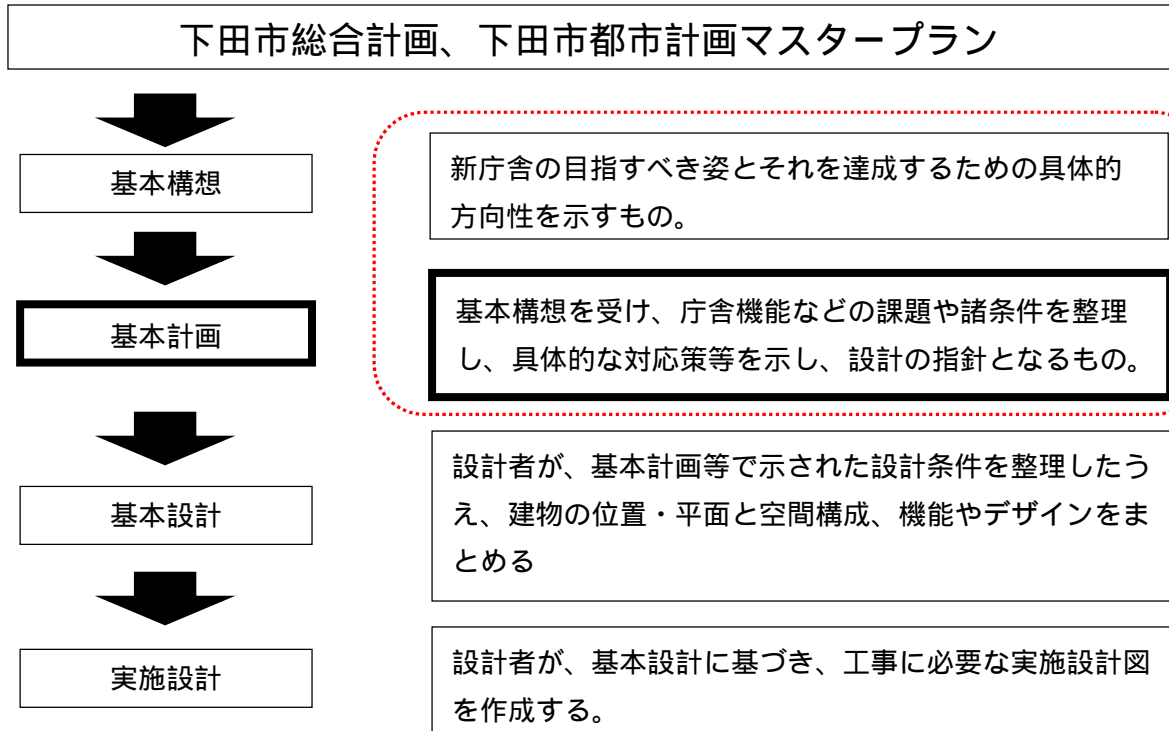 下田市総合計画、下田市都市計画マスタープラン
基本構想
新庁舎の目指すべき姿とそれを達成するための具体的
方向性を示すもの。
基本計画
基本構想を受け、庁舎機能などの課題や諸条件を整理
し、具体的な対応策等を示し、設計の指針となるもの。
基本設計
設計者が、基本計画等で示された設計条件を整理したう
え、建物の位置・平面と空間構成、機能やデザインをま
とめる
実施設計
設計者が、基本設計に基づき、工事に必要な実施設計図
を作成する。